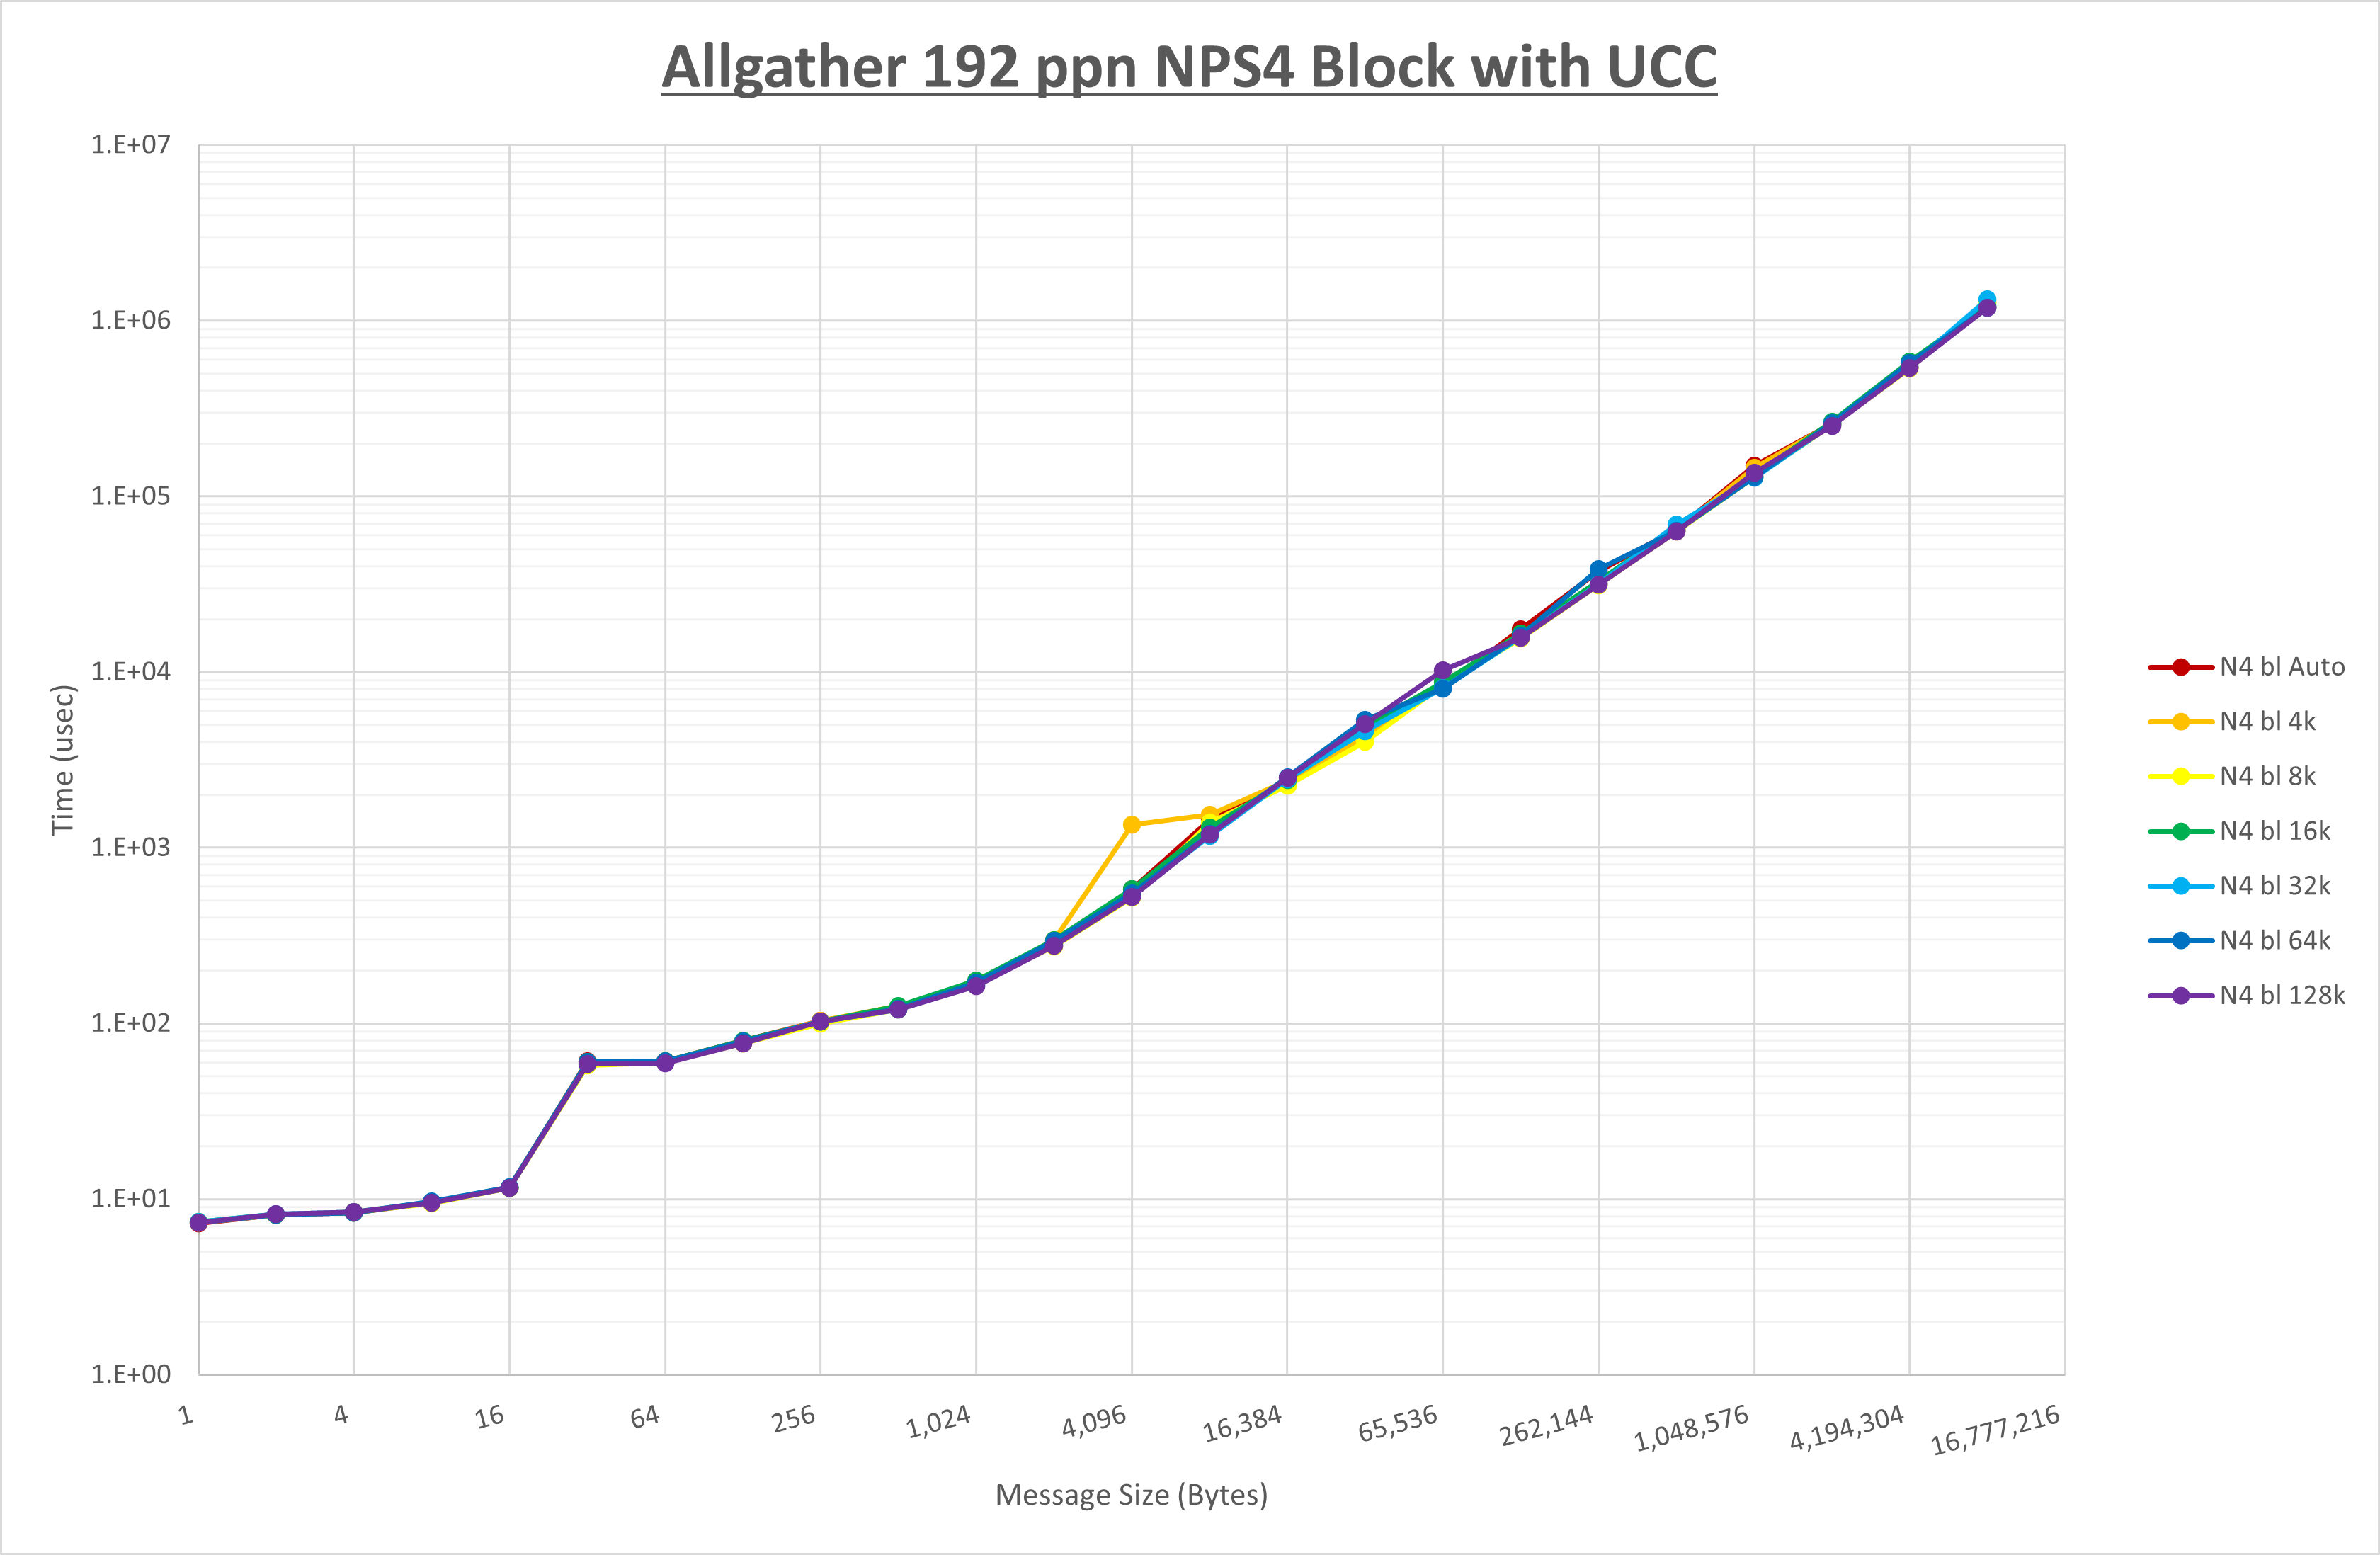 Allgather 192 ppn NPS4 Block with UCC
1.E+07
1.E+06
1.E+05
1.E+04
1.E+03
1.E+02
1.E+01
1.E+00
Time (usec)
1 4 16 64 256 1,024 4,096 16,384 65,536 262,144 1,048,576 4,194,304 16,777,216
Message Size (Bytes)
N4 bl Auto
N4 bl 4k
N4 bl 8k
N4 bl 16k
N4 bl 32k
N4 bl 64k
N4 bl 128k